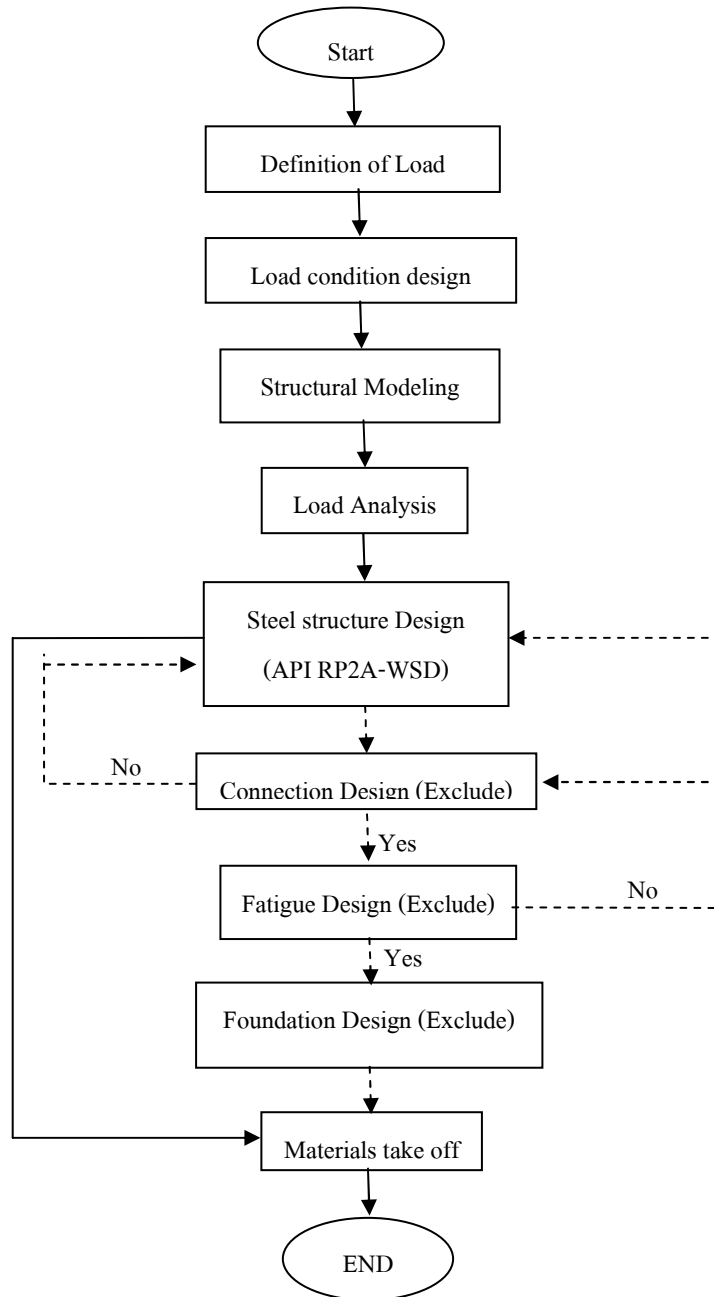 Start
Definition of Load
Load condition design
Structural Modeling
Load Analysis
Steel structure Design
(API RP2A-WSD)
No
Connection Design (Exclude)
Yes
No
Fatigue Design (Exclude)
Yes
Foundation Design (Exclude)
Materials take off
END